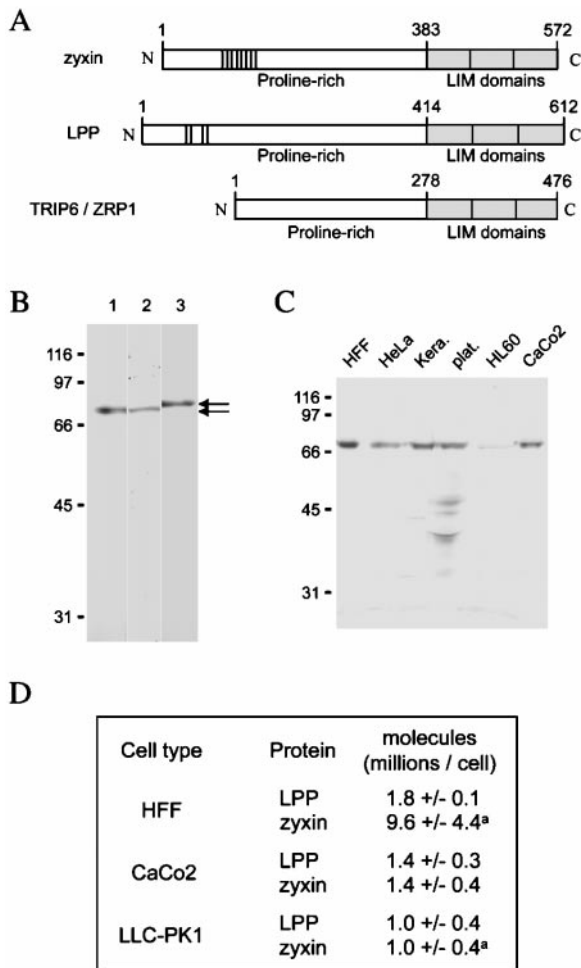 A
1 383 572
zyxin N C
Proline-rich LIM domains
1 414 612
LPP N C
Proline-rich LIM domains
1 278 476
TRIP6 / ZRP1 N C
Proline-rich LIM domains
B
1 2 3
116
97
66
45
31
C
HFF HeLa Kera. plat. HL60 CaCo2
116
97
66
45
31
D
Cell type Protein molecules
(millions / cell)
HFF LPP 1.8 +/- 0.1
zyxin 9.6 +/- 4.4ᵃ
CaCo2 LPP 1.4 +/- 0.3
zyxin 1.4 +/- 0.4
LLC-PK1 LPP 1.0 +/- 0.4
zyxin 1.0 +/- 0.4ᵃ